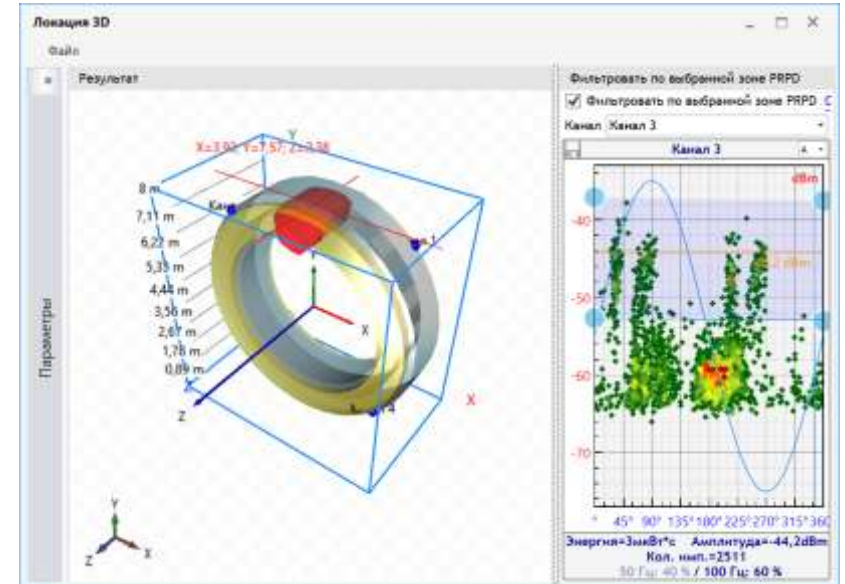 Локация 3D
Файл
Результат
Параметры
X=3,92, Y=7,57, Z=3,38
Y
8 m
7,11 m
6,22 m
5,33 m
4,44 m
3,56 m
2,67 m
1,78 m
0,89 m
X
Z
X
Y
Z
X
Фильтровать по выбранной зоне PRPD
Фильтровать по выбранной зоне PRPD
Канал Канал 3
Канал 3
dBm
-40
-50
-60
-70
45° 90° 135° 180° 225° 270° 315° 360
Энергия=3мкВт*с Амплитуда=-44,2dBm
Кол. имп.=2511
50 Гц: 40 % / 100 Гц: 60 %